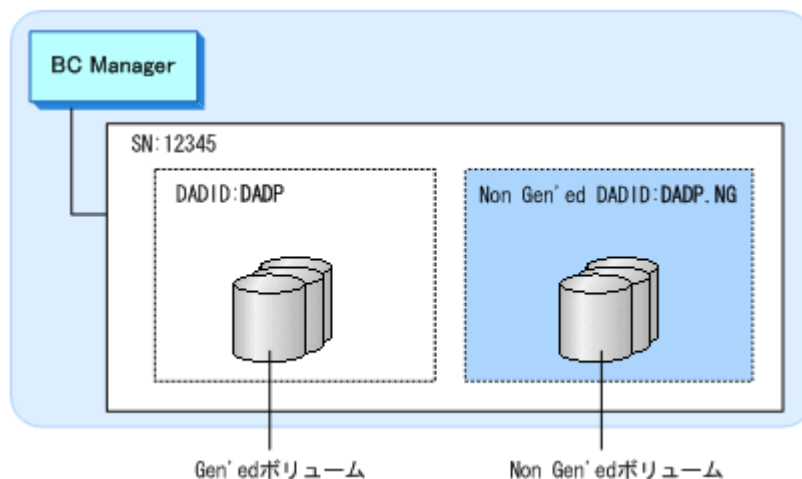 BC Manager
SN:12345
DADID:DADP
Non Gen'ed DADID:DADP.NG
Gen'edボリューム
Non Gen'edボリューム